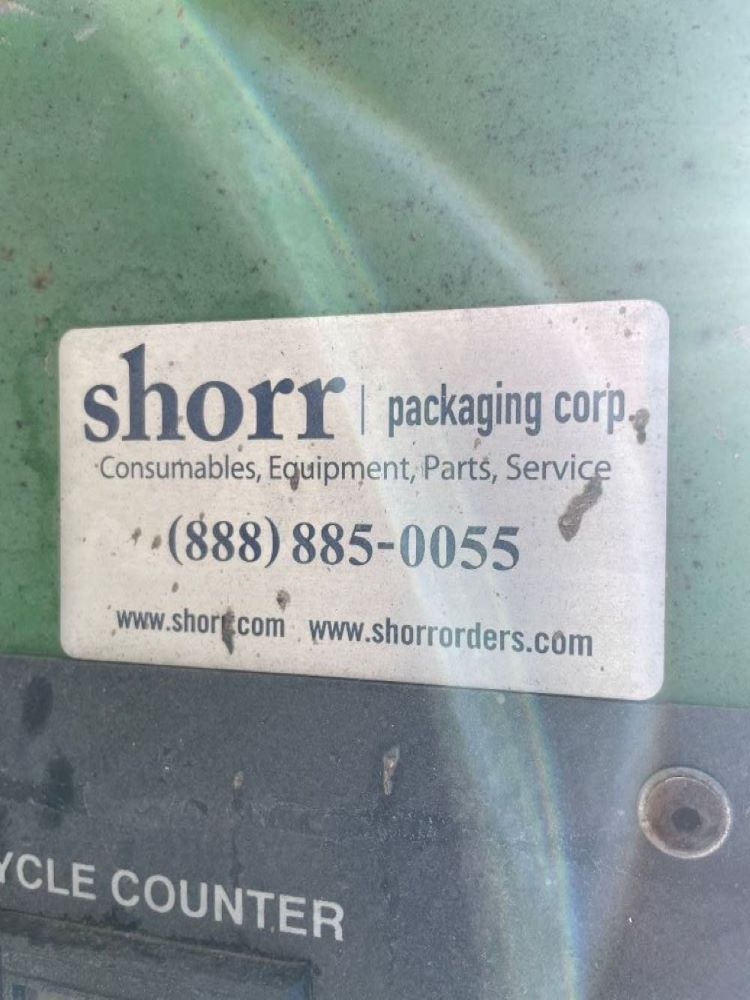 shorr | packaging corp.
Consumables, Equipment, Parts, Service
(888) 885-0055
www.shorr.com www.shorrorders.com
YCLE COUNTER